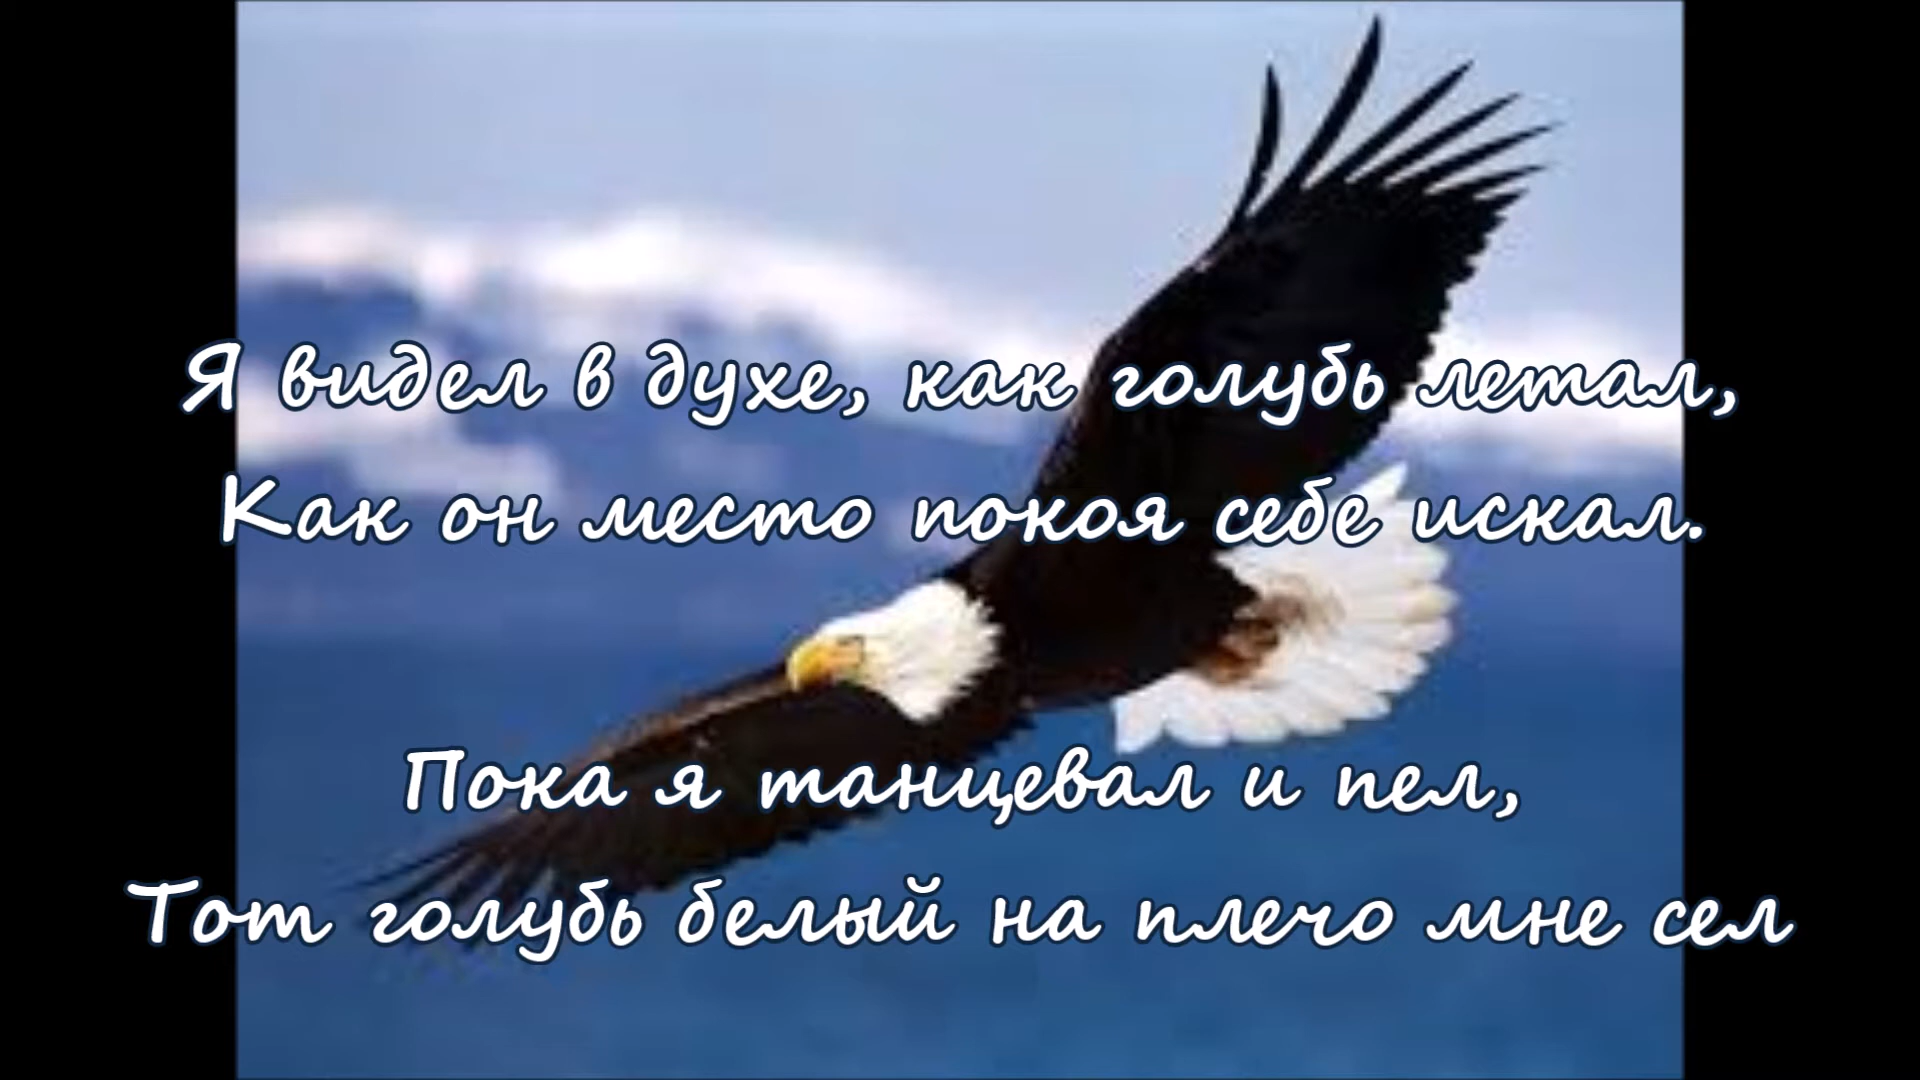 Я видел в духе, как голубь летал,
Как он место покоя себе искал.
Пока я танцевал и пел,
Тот голубь белый на плечо мне сел